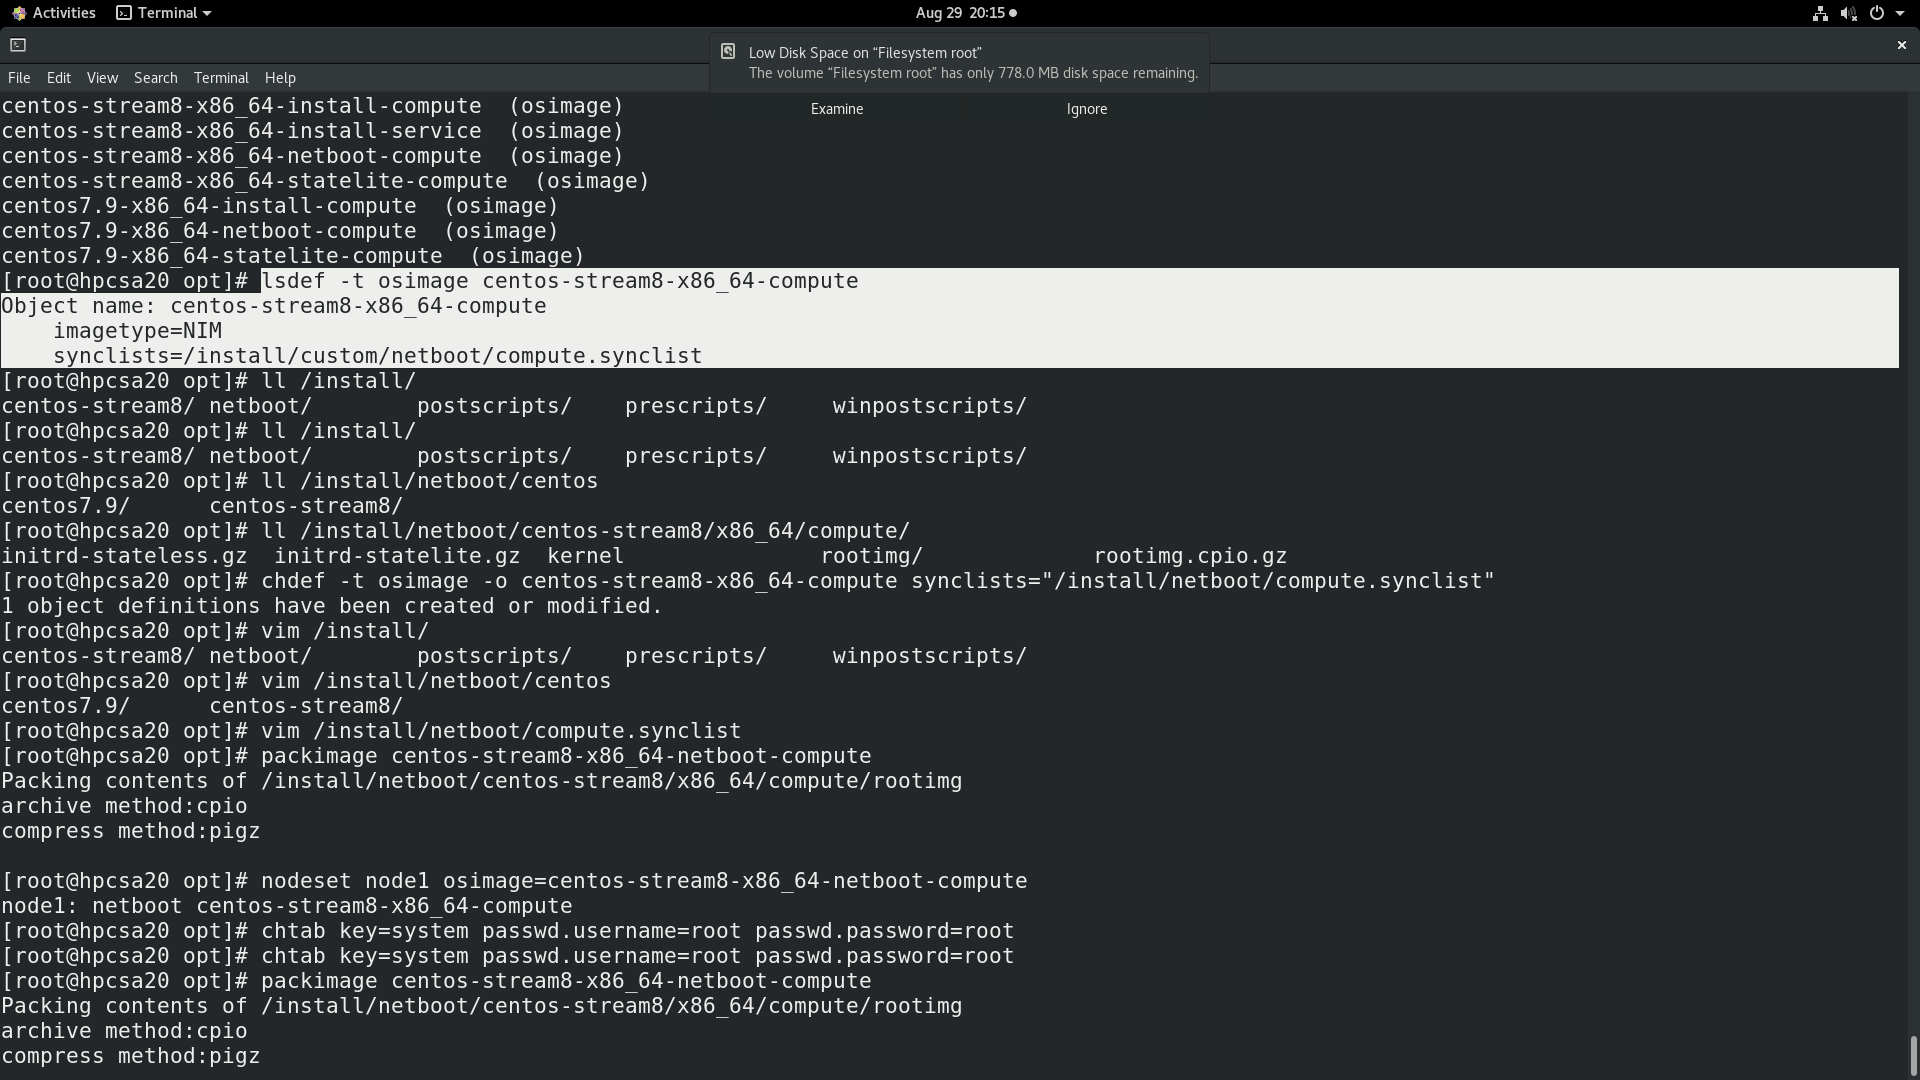 Activities Terminal Aug 29 20:15
Low Disk Space on “Filesystem root”
The volume “Filesystem root” has only 778.0 MB disk space remaining.
Examine Ignore
File Edit View Search Terminal Help
centos-stream8-x86_64-install-compute  (osimage)
centos-stream8-x86_64-install-service  (osimage)
centos-stream8-x86_64-netboot-compute  (osimage)
centos-stream8-x86_64-statelite-compute  (osimage)
centos7.9-x86_64-install-compute  (osimage)
centos7.9-x86_64-netboot-compute  (osimage)
centos7.9-x86_64-statelite-compute  (osimage)
[root@hpcsa20 opt]# lsdef -t osimage centos-stream8-x86_64-compute
Object name: centos-stream8-x86_64-compute
    imagetype=NIM
    synclists=/install/custom/netboot/compute.synclist
[root@hpcsa20 opt]# ll /install/
centos-stream8/ netboot/        postscripts/    prescripts/     winpostscripts/
[root@hpcsa20 opt]# ll /install/
centos-stream8/ netboot/        postscripts/    prescripts/     winpostscripts/
[root@hpcsa20 opt]# ll /install/netboot/centos
centos7.9/      centos-stream8/
[root@hpcsa20 opt]# ll /install/netboot/centos-stream8/x86_64/compute/
initrd-stateless.gz  initrd-statelite.gz  kernel               rootimg/             rootimg.cpio.gz
[root@hpcsa20 opt]# chdef -t osimage -o centos-stream8-x86_64-compute synclists="/install/netboot/compute.synclist"
1 object definitions have been created or modified.
[root@hpcsa20 opt]# vim /install/
centos-stream8/ netboot/        postscripts/    prescripts/     winpostscripts/
[root@hpcsa20 opt]# vim /install/netboot/centos
centos7.9/      centos-stream8/
[root@hpcsa20 opt]# vim /install/netboot/compute.synclist
[root@hpcsa20 opt]# packimage centos-stream8-x86_64-netboot-compute
Packing contents of /install/netboot/centos-stream8/x86_64/compute/rootimg
archive method:cpio
compress method:pigz
[root@hpcsa20 opt]# nodeset node1 osimage=centos-stream8-x86_64-netboot-compute
node1: netboot centos-stream8-x86_64-compute
[root@hpcsa20 opt]# chtab key=system passwd.username=root passwd.password=root
[root@hpcsa20 opt]# chtab key=system passwd.username=root passwd.password=root
[root@hpcsa20 opt]# packimage centos-stream8-x86_64-netboot-compute
Packing contents of /install/netboot/centos-stream8/x86_64/compute/rootimg
archive method:cpio
compress method:pigz